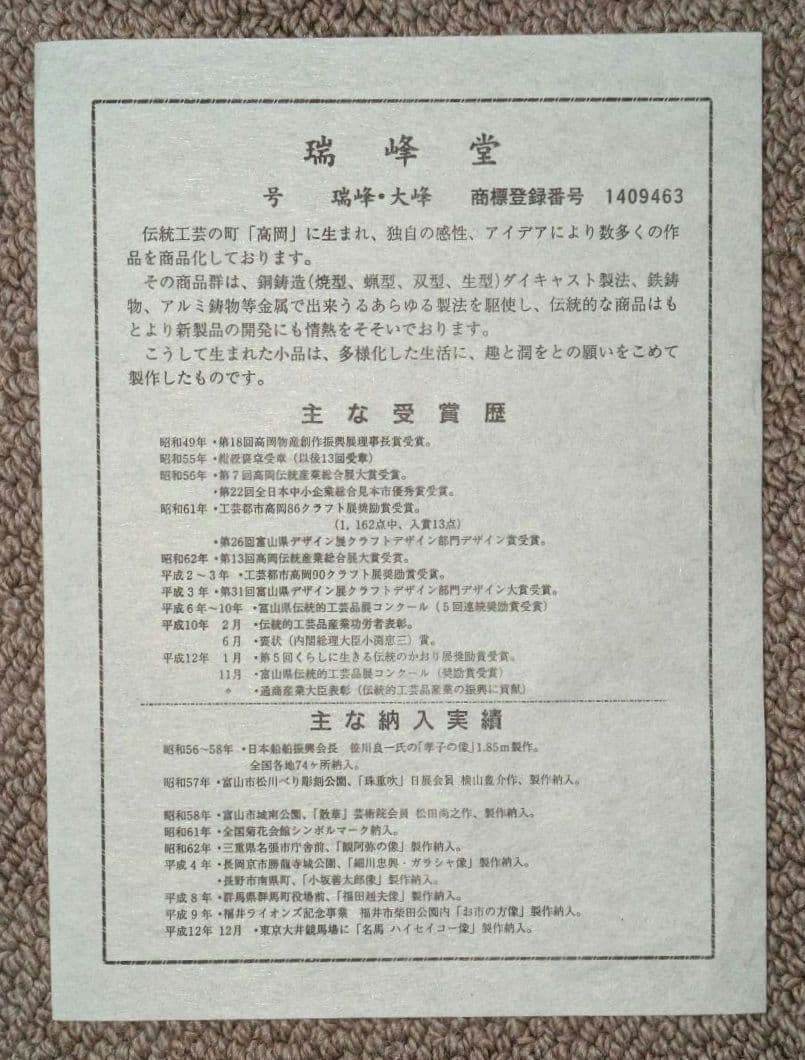 瑞峰堂
号 瑞峰・大峰 商標登録番号 1409463
伝統工芸の町「高岡」に生まれ、独自の感性、アイデアにより数多くの作
品を商品化しております。
その商品群は、銅鋳造(焼型、蝋型、双型、生型)ダイキャスト製法、鉄鋳
物、アルミ鋳物等金属で出来うるあらゆる製法を駆使し、伝統的な商品はも
とより新製品の開発にも情熱をそそいでおります。
こうして生まれた小品は、多様化した生活に、趣と潤をとの願いをこめて
製作したものです。
主な受賞歴
昭和49年・第18回高岡物産創作振興展理事長賞受賞。
昭和55年・紺綬褒章受章(以後13回受章)
昭和56年・第7回高岡伝統産業総合展大賞受賞。
・第22回全日本中小企業総合見本市優秀賞受賞。
昭和61年・工芸都市高岡86クラフト展奨励賞受賞。
(1,162点中、入賞13点)
・第26回富山県デザイン展クラフトデザイン部門デザイン賞受賞。
昭和62年・第13回高岡伝統産業総合展大賞受賞。
平成2～3年・工芸都市高岡90クラフト展奨励賞受賞。
平成3年・第31回富山県デザイン展クラフトデザイン部門デザイン大賞受賞。
平成6年～10年・富山県伝統的工芸品展コンクール(5回連続奨励賞受賞)
平成10年 2月・伝統的工芸品産業功労者表彰。
6月・褒状(内閣総理大臣小渕恵三)賞。
平成12年 1月・第5回くらしに生きる伝統のかおり展奨励賞受賞。
11月・富山県伝統的工芸品展コンクール(奨励賞受賞)
〃 ・通商産業大臣表彰(伝統的工芸品産業の振興に貢献)
主な納入実績
昭和56～58年・日本船舶振興会長 笹川良一氏の「孝子の像」1.85m製作。
全国各地74ヶ所納入。
昭和57年・富山市松川べり彫刻公園、「珠重吹」日展会員 横山豊介作、製作納入。
昭和58年・富山市城南公園、「散華」芸術院会員 松田尚之作、製作納入。
昭和61年・全国菊花会館シンボルマーク納入。
昭和62年・三重県名張市庁舎前、「観阿弥の像」製作納入。
平成4年・長岡京市勝龍寺城公園、「細川忠興・ガラシャ像」製作納入。
・長野市南県町、「小坂善太郎像」製作納入。
平成8年・群馬県群馬町役場前、「福田赳夫像」製作納入。
平成9年・福井ライオンズ記念事業 福井市柴田公園内「お市の方像」製作納入。
平成12年12月・東京大井競馬場に「名馬 ハイセイコー像」製作納入。